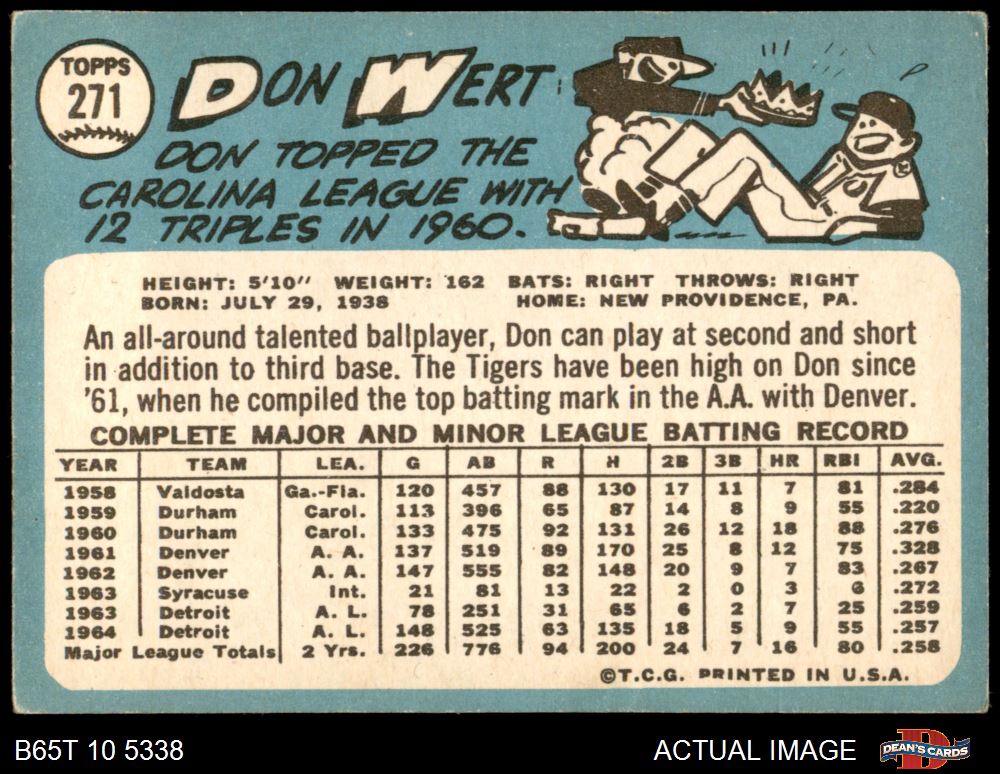 TOPPS
271
DON WERT
DON TOPPED THE
CAROLINA LEAGUE WITH
12 TRIPLES IN 1960.
HEIGHT: 5'10" WEIGHT: 162 BATS: RIGHT THROWS: RIGHT
BORN: JULY 29, 1938 HOME: NEW PROVIDENCE, PA.
An all-around talented ballplayer, Don can play at second and short
in addition to third base. The Tigers have been high on Don since
'61, when he compiled the top batting mark in the A.A. with Denver.
COMPLETE MAJOR AND MINOR LEAGUE BATTING RECORD
YEAR TEAM LEA. G AB R H 2B 3B HR RBI AVG.
1958 Valdosta Ga.-Fla. 120 457 88 130 17 11 7 81 .284
1959 Durham Carol. 113 396 65 87 14 8 9 55 .220
1960 Durham Carol. 133 475 92 131 26 12 18 88 .276
1961 Denver A. A. 137 519 89 170 25 8 12 75 .328
1962 Denver A. A. 147 555 82 148 20 9 7 83 .267
1963 Syracuse Int. 21 81 13 22 2 0 3 6 .272
1963 Detroit A. L. 78 251 31 65 6 2 7 25 .259
1964 Detroit A. L. 148 525 63 135 18 5 9 55 .257
Major League Totals 2 Yrs. 226 776 94 200 24 7 16 80 .258
©T.C.G. PRINTED IN U.S.A.
B65T 10 5338 ACTUAL IMAGE DEAN'S CARDS